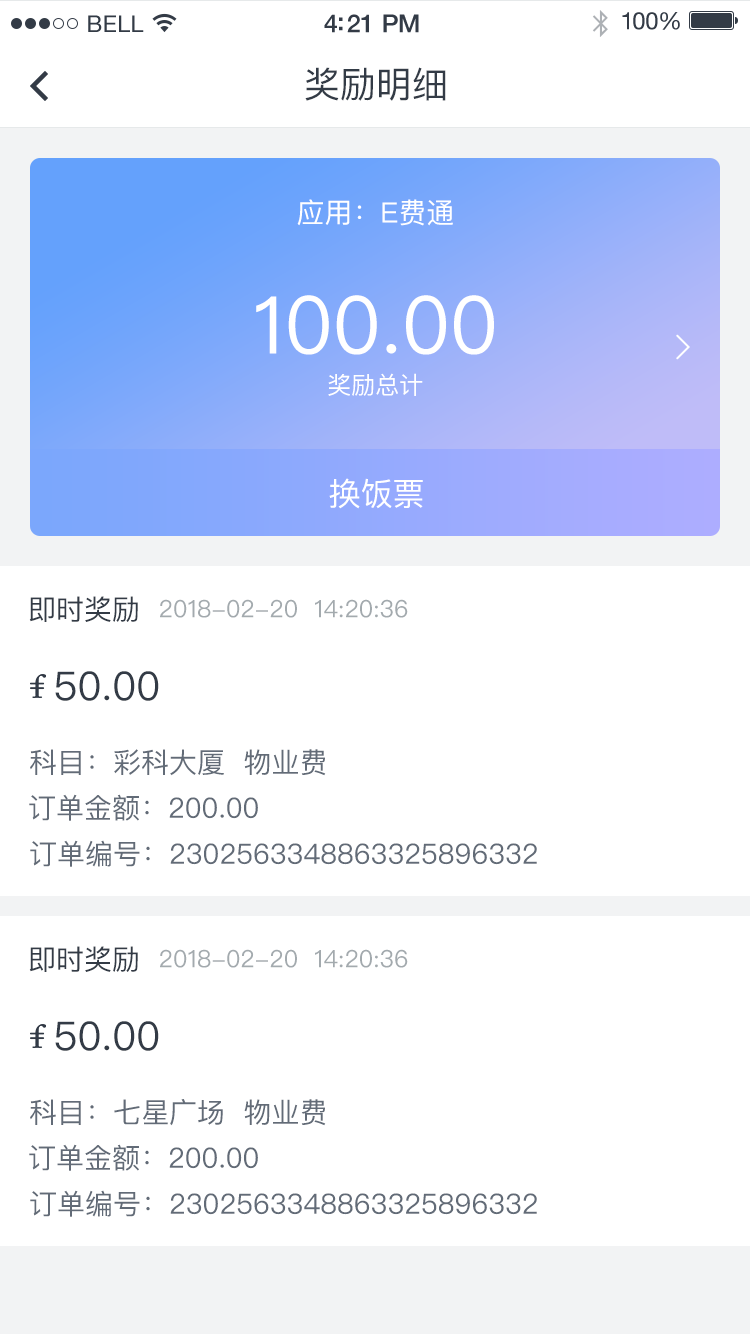 BELL 4:21 PM 100%
奖励明细
应用：E费通
100.00
奖励总计
换饭票
即时奖励 2018-02-20 14:20:36
₣ 50.00
科目：彩科大厦 物业费
订单金额：200.00
订单编号：2302563348863325896332
即时奖励 2018-02-20 14:20:36
₣ 50.00
科目：七星广场 物业费
订单金额：200.00
订单编号：2302563348863325896332